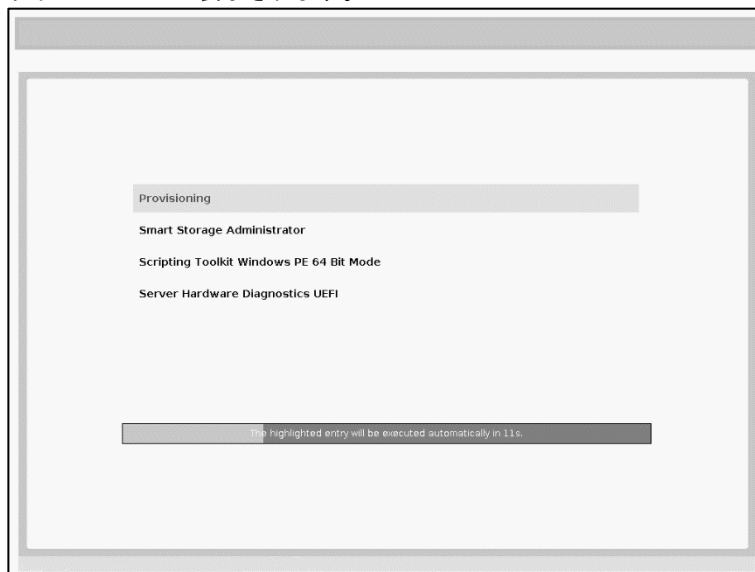 Provisioning
Smart Storage Administrator
Scripting Toolkit Windows PE 64 Bit Mode
Server Hardware Diagnostics UEFI
The highlighted entry will be executed automatically in 11s.